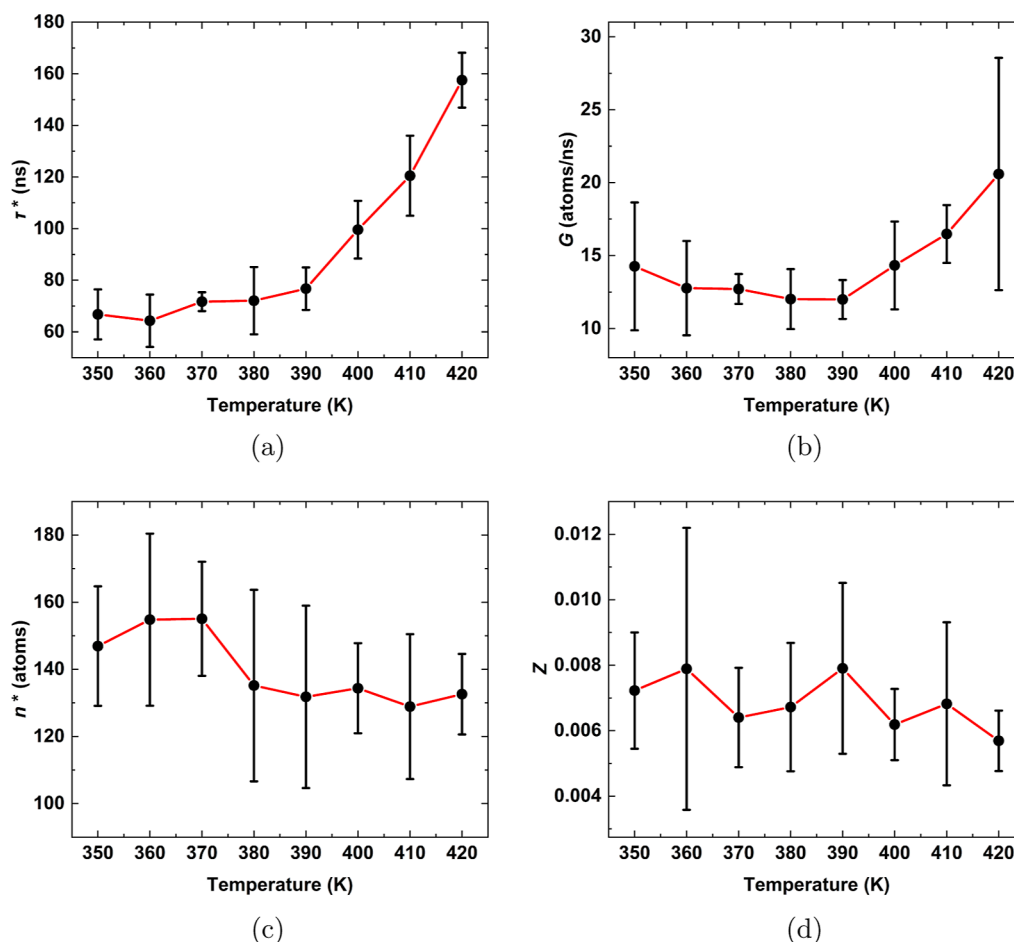 180
160
140
120
100
80
60
τ* (ns)
350 360 370 380 390 400 410 420
Temperature (K)
(a)
30
25
20
15
10
G (atoms/ns)
350 360 370 380 390 400 410 420
Temperature (K)
(b)
180
160
140
120
100
n* (atoms)
350 360 370 380 390 400 410 420
Temperature (K)
(c)
0.012
0.010
0.008
0.006
0.004
Z
350 360 370 380 390 400 410 420
Temperature (K)
(d)